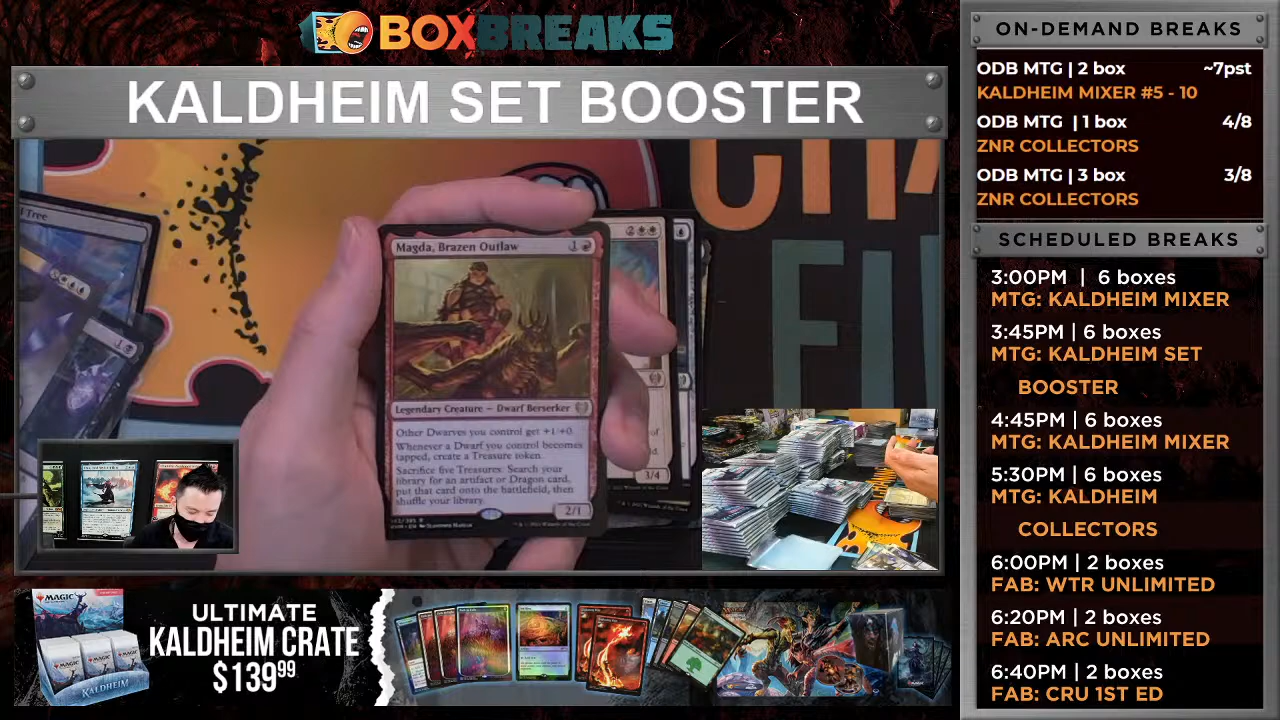 BOXBREAKS
KALDHEIM SET BOOSTER
Magda, Brazen Outlaw
Legendary Creature – Dwarf Berserker
Other Dwarves you control get +1/+0.
Whenever a Dwarf you control becomes
tapped, create a Treasure token.
Sacrifice five Treasures: Search your
library for an artifact or Dragon card,
put that card onto the battlefield, then
shuffle your library.
2/1
3/4
Tree
ULTIMATE
KALDHEIM CRATE
$139⁹⁹
MAGIC
KALDHEIM
ON-DEMAND BREAKS
ODB MTG | 2 box ~7pst
KALDHEIM MIXER #5 - 10
ODB MTG | 1 box 4/8
ZNR COLLECTORS
ODB MTG | 3 box 3/8
ZNR COLLECTORS
SCHEDULED BREAKS
3:00PM | 6 boxes
MTG: KALDHEIM MIXER
3:45PM | 6 boxes
MTG: KALDHEIM SET
BOOSTER
4:45PM | 6 boxes
MTG: KALDHEIM MIXER
5:30PM | 6 boxes
MTG: KALDHEIM
COLLECTORS
6:00PM | 2 boxes
FAB: WTR UNLIMITED
6:20PM | 2 boxes
FAB: ARC UNLIMITED
6:40PM | 2 boxes
FAB: CRU 1ST ED